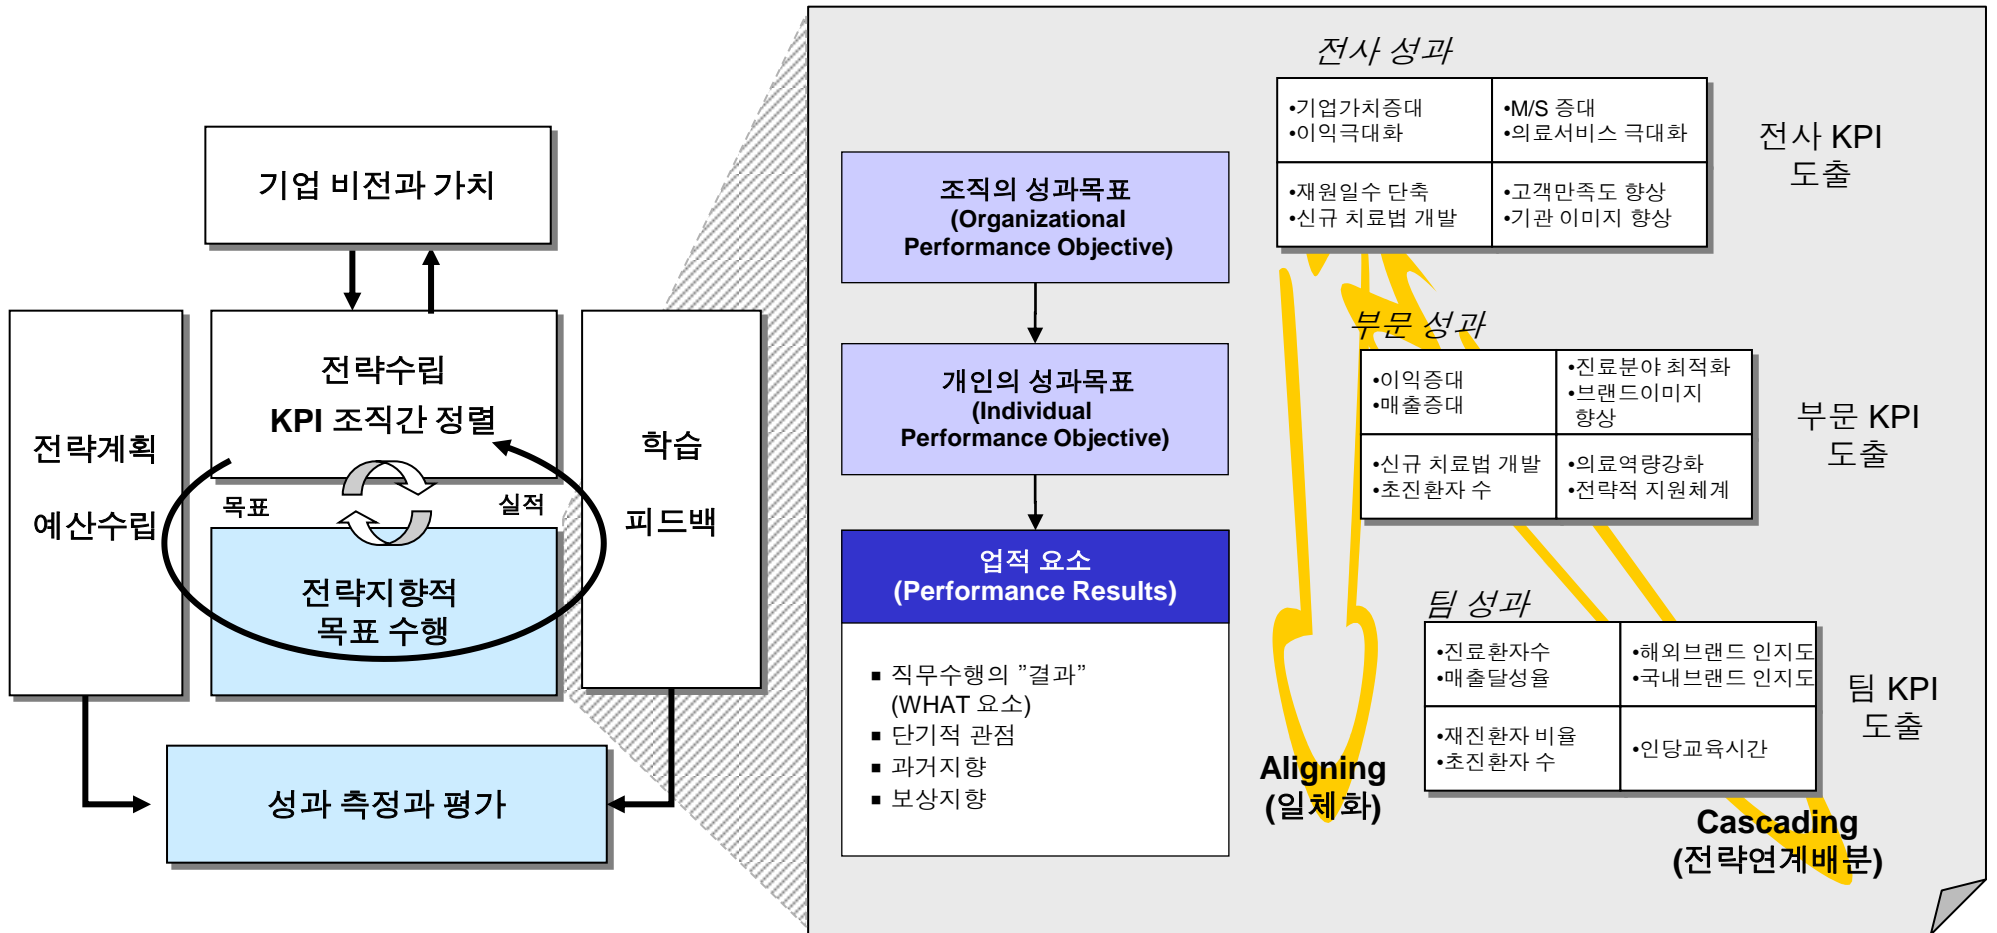 기업 비전과 가치
전략계획
예산수립
전략수립
KPI 조직간 정렬
목표
실적
전략지향적
목표 수행
학습
피드백
성과 측정과 평가
조직의 성과목표
(Organizational
Performance Objective)
개인의 성과목표
(Individual
Performance Objective)
업적 요소
(Performance Results)
▪ 직무수행의 ”결과”
(WHAT 요소)
▪ 단기적 관점
▪ 과거지향
▪ 보상지향
전사 성과
•기업가치증대
•이익극대화
•M/S 증대
•의료서비스 극대화
•재원일수 단축
•신규 치료법 개발
•고객만족도 향상
•기관 이미지 향상
전사 KPI
도출
부문 성과
•이익증대
•매출증대
•진료분야 최적화
•브랜드이미지
향상
•신규 치료법 개발
•초진환자 수
•의료역량강화
•전략적 지원체계
부문 KPI
도출
팀 성과
•진료환자수
•매출달성율
•해외브랜드 인지도
•국내브랜드 인지도
•재진환자 비율
•초진환자 수
•인당교육시간
팀 KPI
도출
Aligning
(일체화)
Cascading
(전략연계배분)